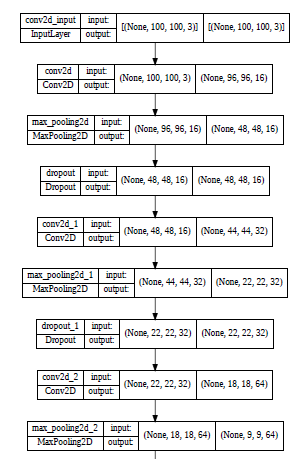 conv2d_input input: [(None, 100, 100, 3)] [(None, 100, 100, 3)]
InputLayer output:
conv2d input: (None, 100, 100, 3) (None, 96, 96, 16)
Conv2D output:
max_pooling2d input: (None, 96, 96, 16) (None, 48, 48, 16)
MaxPooling2D output:
dropout input: (None, 48, 48, 16) (None, 48, 48, 16)
Dropout output:
conv2d_1 input: (None, 48, 48, 16) (None, 44, 44, 32)
Conv2D output:
max_pooling2d_1 input: (None, 44, 44, 32) (None, 22, 22, 32)
MaxPooling2D output:
dropout_1 input: (None, 22, 22, 32) (None, 22, 22, 32)
Dropout output:
conv2d_2 input: (None, 22, 22, 32) (None, 18, 18, 64)
Conv2D output:
max_pooling2d_2 input: (None, 18, 18, 64) (None, 9, 9, 64)
MaxPooling2D output: